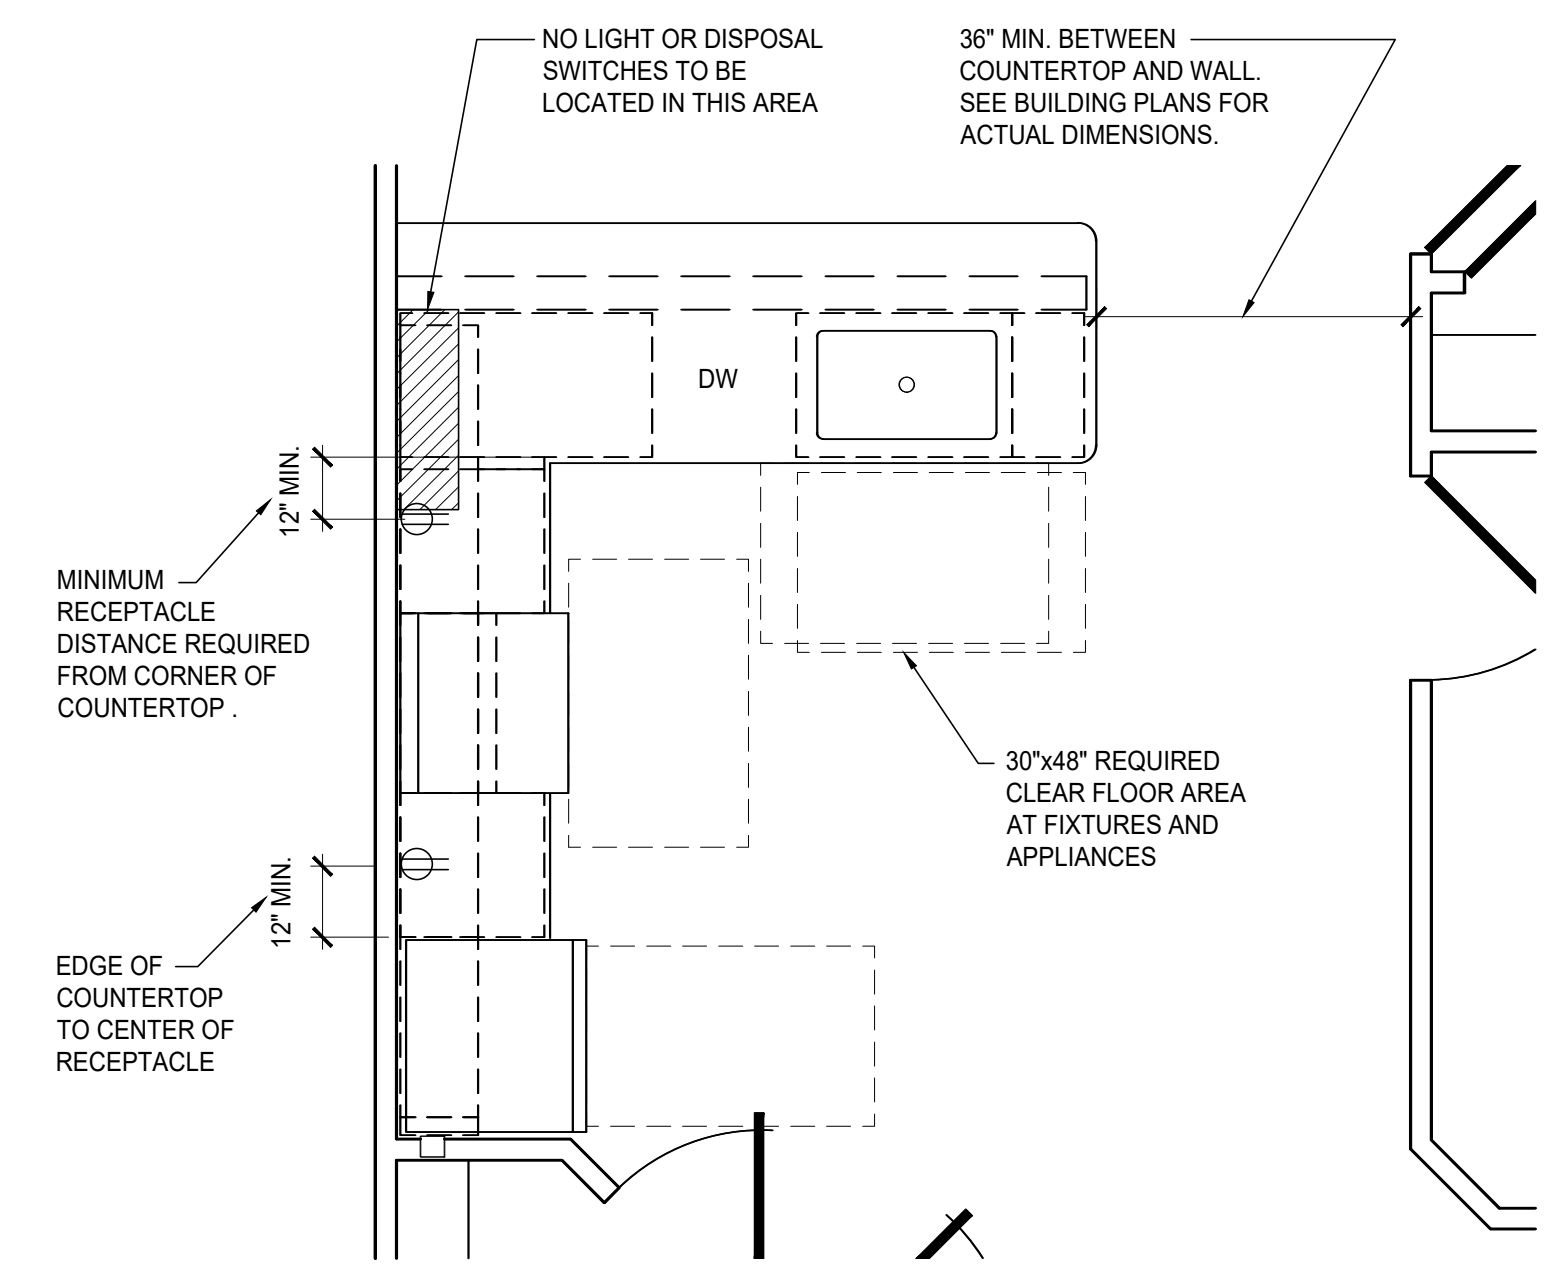 NO LIGHT OR DISPOSAL
SWITCHES TO BE
LOCATED IN THIS AREA
36" MIN. BETWEEN
COUNTERTOP AND WALL.
SEE BUILDING PLANS FOR
ACTUAL DIMENSIONS.
DW
12" MIN.
MINIMUM
RECEPTACLE
DISTANCE REQUIRED
FROM CORNER OF
COUNTERTOP .
30"x48" REQUIRED
CLEAR FLOOR AREA
AT FIXTURES AND
APPLIANCES
12" MIN.
EDGE OF
COUNTERTOP
TO CENTER OF
RECEPTACLE